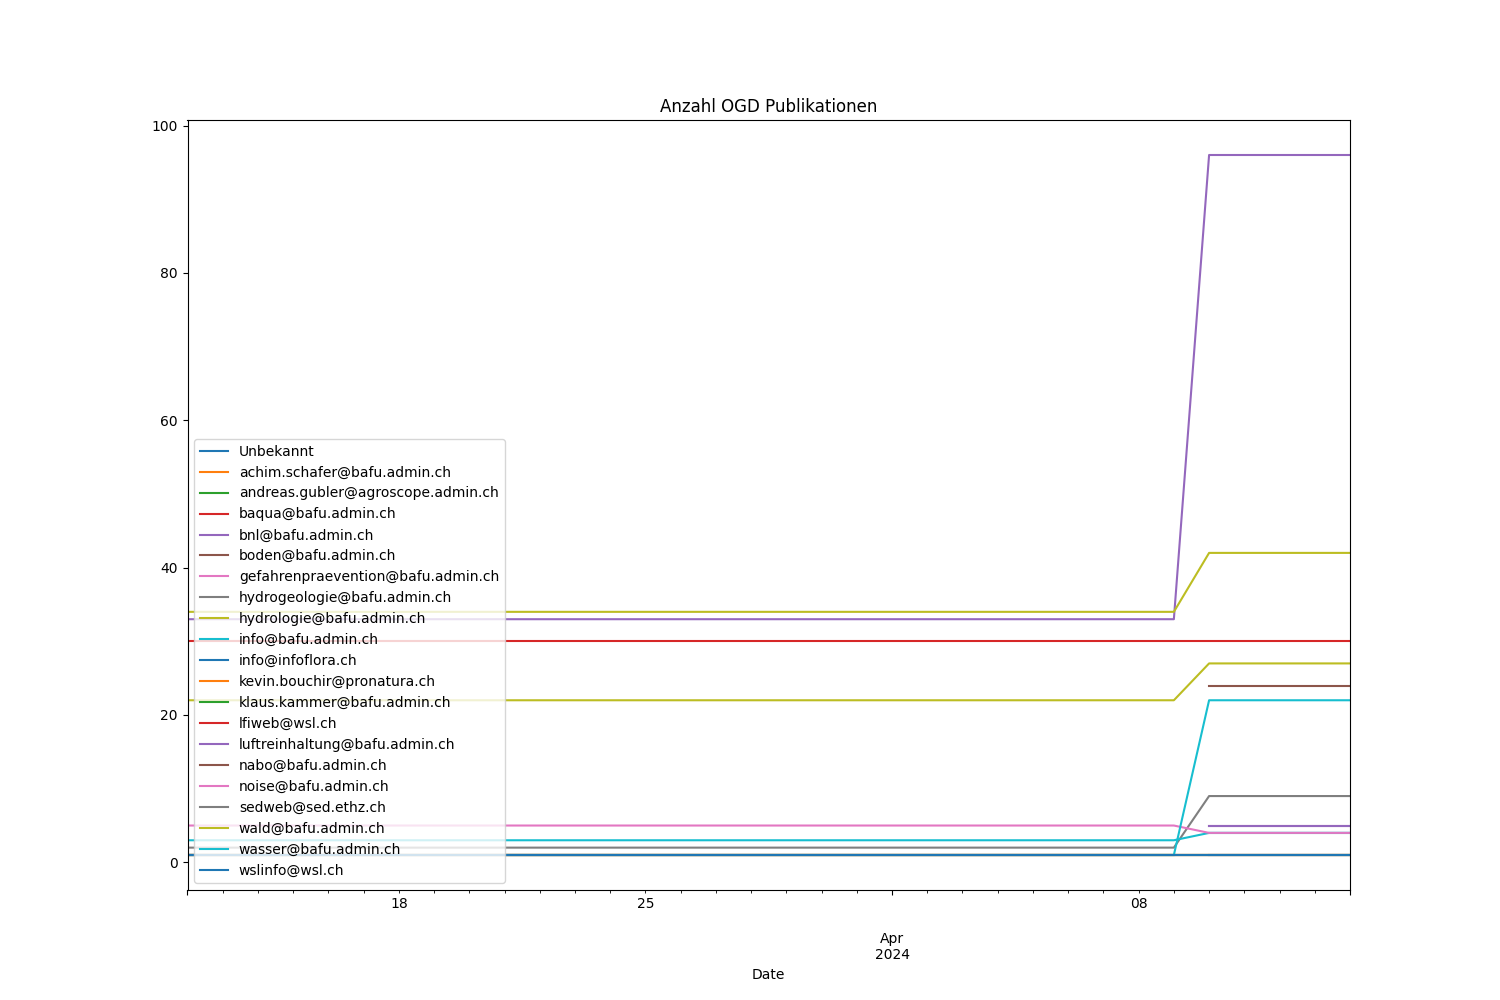 Anzahl OGD Publikationen
100
80
60
40
20
0
Unbekannt
achim.schafer@bafu.admin.ch
andreas.gubler@agroscope.admin.ch
baqua@bafu.admin.ch
bnl@bafu.admin.ch
boden@bafu.admin.ch
gefahrenpraevention@bafu.admin.ch
hydrogeologie@bafu.admin.ch
hydrologie@bafu.admin.ch
info@bafu.admin.ch
info@infoflora.ch
kevin.bouchir@pronatura.ch
klaus.kammer@bafu.admin.ch
lfiweb@wsl.ch
luftreinhaltung@bafu.admin.ch
nabo@bafu.admin.ch
noise@bafu.admin.ch
sedweb@sed.ethz.ch
wald@bafu.admin.ch
wasser@bafu.admin.ch
wslinfo@wsl.ch
18 25 08
Apr
2024
Date